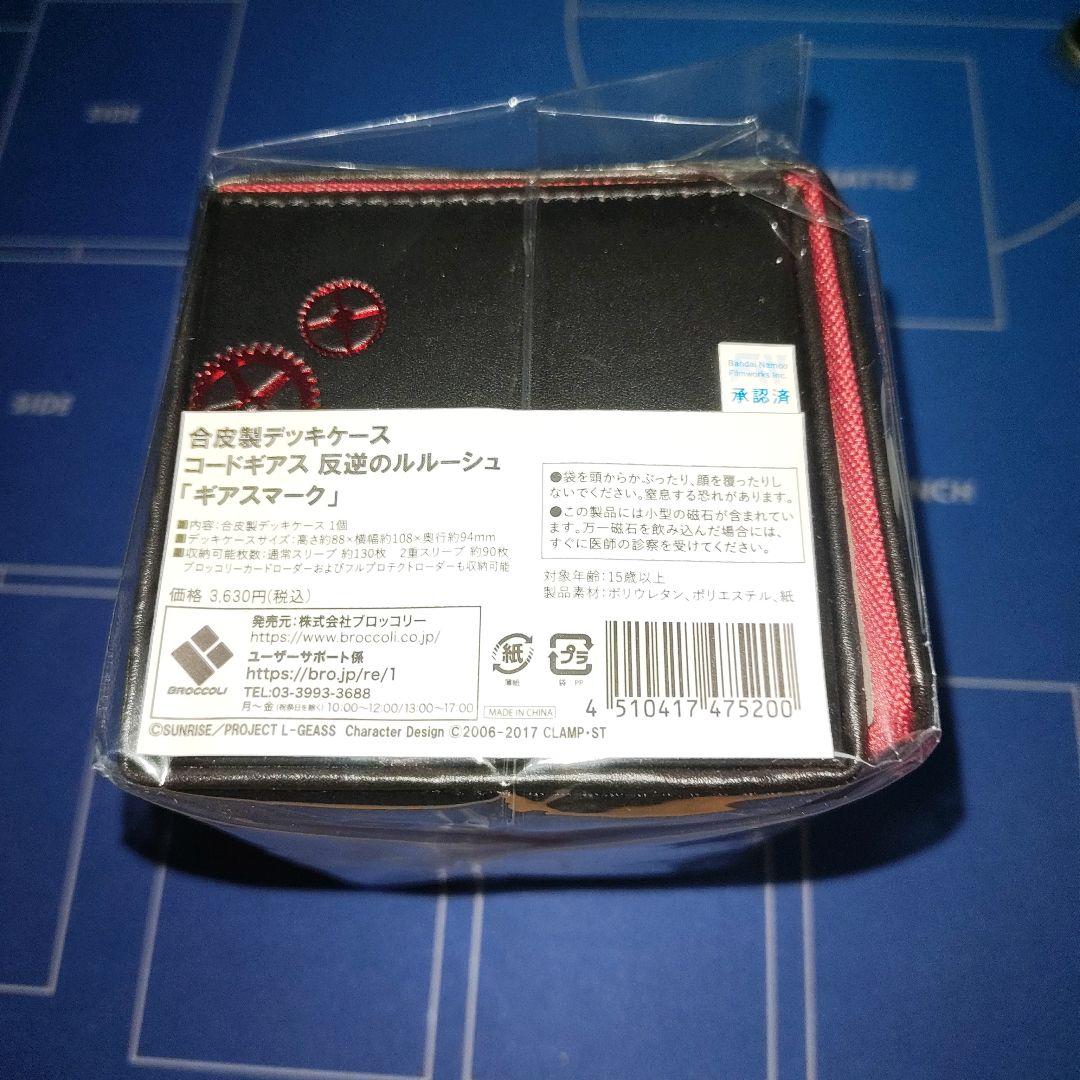 SIDE
SIDE
BATTLE
Bandai Namco
Filmworks Inc.
承認済
合皮製デッキケース
コードギアス 反逆のルルーシュ
「ギアスマーク」
■内容:合皮製デッキケース 1個
■デッキケースサイズ:高さ約88×横幅約108×奥行約94mm
■収納可能枚数:通常スリーブ 約130枚 2重スリーブ 約90枚
ブロッコリーカードローダーおよびフルプロテクトローダーも収納可能
価格 3,630円(税込)
発売元:株式会社ブロッコリー
https://www.broccoli.co.jp/
ユーザーサポート係
https://bro.jp/re/1
TEL:03-3993-3688
月～金(祝祭日を除く)10:00～12:00/13:00～17:00
BROCCOLI
●袋を頭からかぶったり、顔を覆ったりし
ないでください。窒息する恐れがあります。
●この製品には小型の磁石が含まれていま
す。万一磁石を飲み込んだ場合には、
すぐに医師の診察を受けてください。
対象年齢:15歳以上
製品素材:ポリウレタン、ポリエステル、紙
紙
薄紙
プラ
袋:PP
MADE IN CHINA
4 510417 475200
©SUNRISE/PROJECT L-GEASS Character Design ©2006-2017 CLAMP・ST